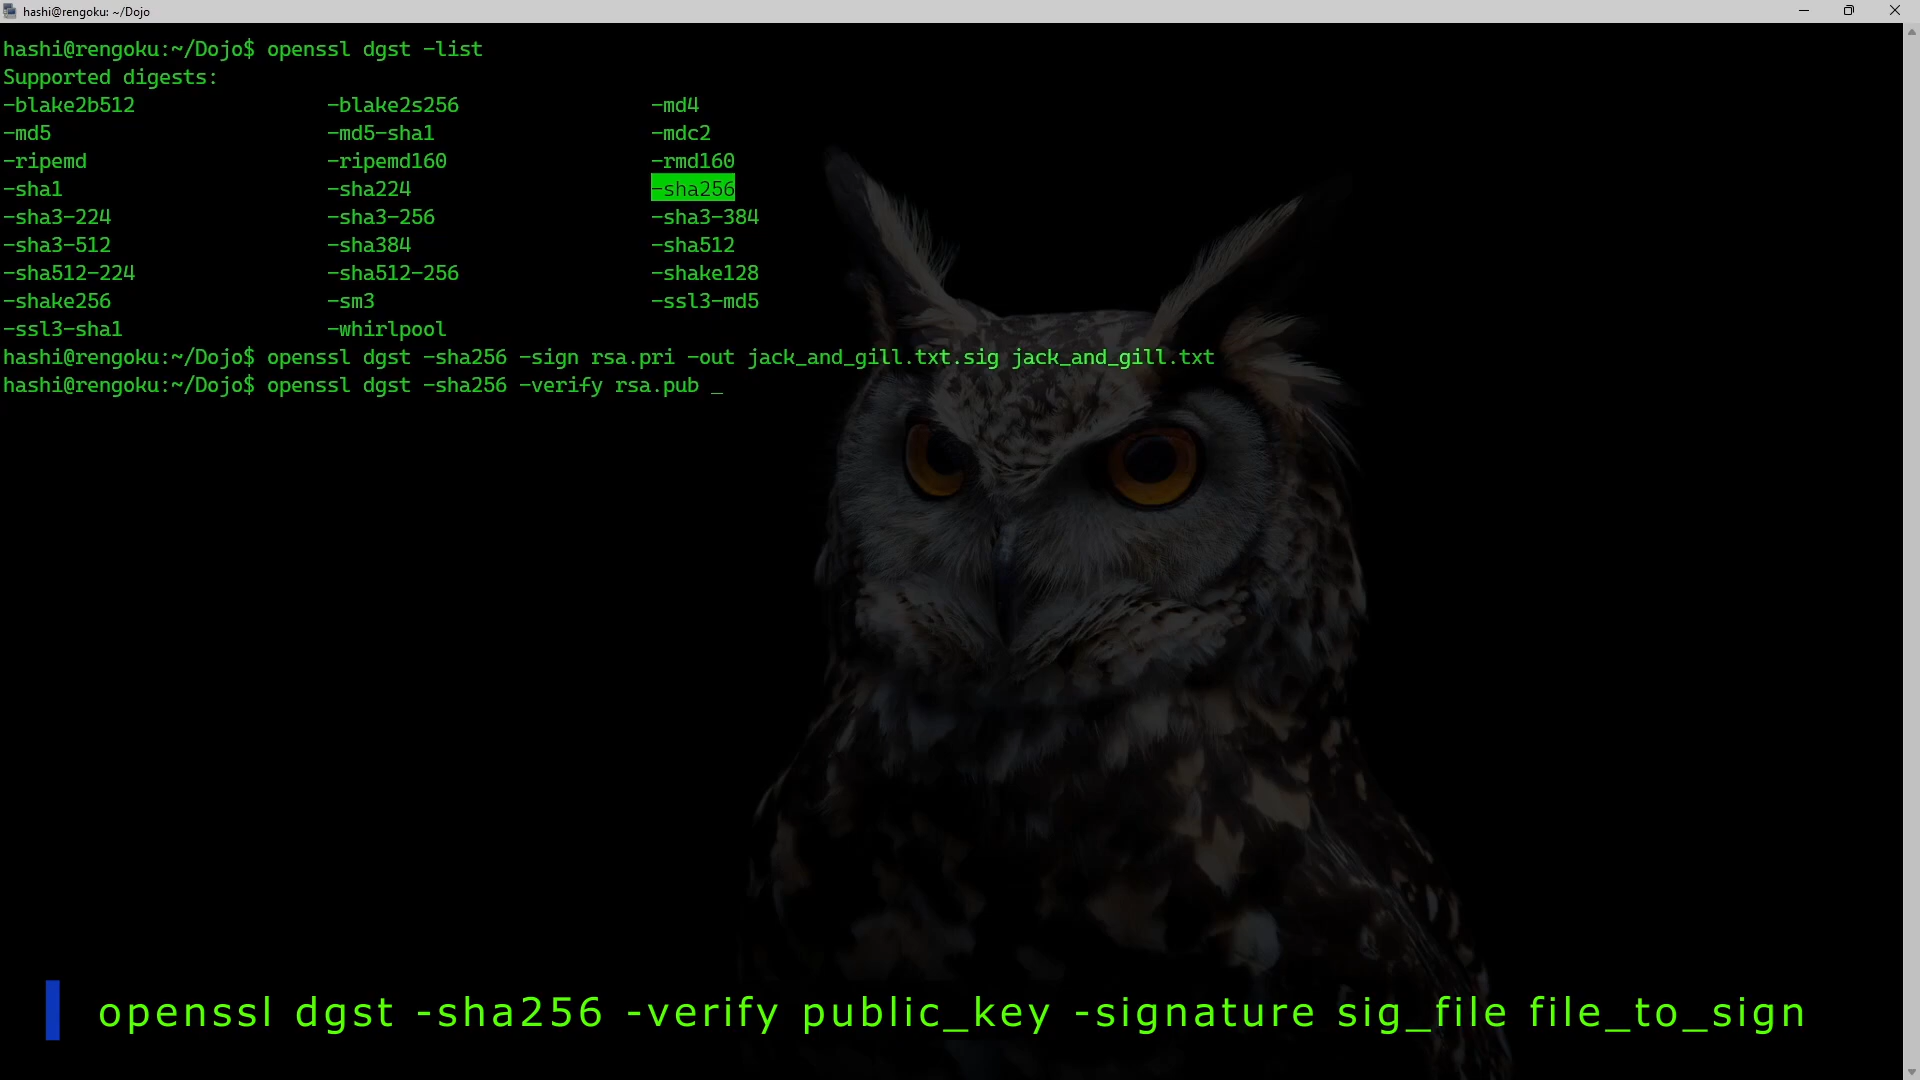 hashi@rengoku: ~/Dojo
hashi@rengoku:~/Dojo$ openssl dgst -list
Supported digests:
-blake2b512 -blake2s256 -md4
-md5 -md5-sha1 -mdc2
-ripemd -ripemd160 -rmd160
-sha1 -sha224 -sha256
-sha3-224 -sha3-256 -sha3-384
-sha3-512 -sha384 -sha512
-sha512-224 -sha512-256 -shake128
-shake256 -sm3 -ssl3-md5
-ssl3-sha1 -whirlpool
hashi@rengoku:~/Dojo$ openssl dgst -sha256 -sign rsa.pri -out jack_and_gill.txt.sig jack_and_gill.txt
hashi@rengoku:~/Dojo$ openssl dgst -sha256 -verify rsa.pub _
openssl dgst -sha256 -verify public_key -signature sig_file file_to_sign